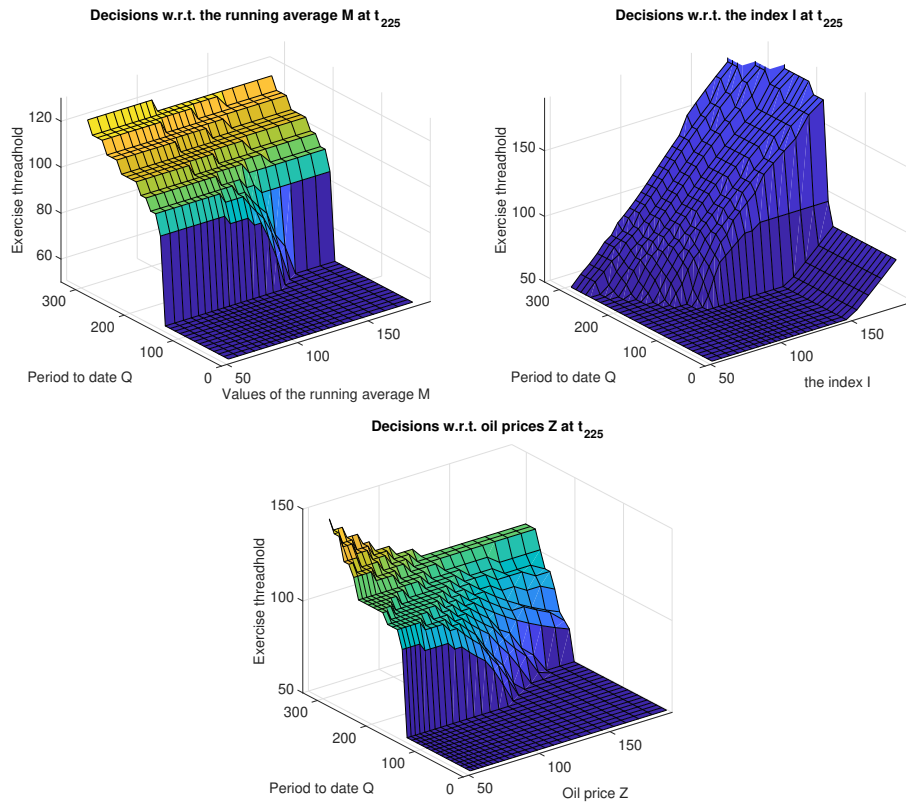 Decisions w.r.t. the running average M at t225
120
100
80
60
Exercise threadhold
300
200
100
0
Period to date Q
50
100
150
Values of the running average M
Decisions w.r.t. the index I at t225
150
100
50
Exercise threadhold
300
200
100
0
Period to date Q
50
100
150
the index I
Decisions w.r.t. oil prices Z at t225
150
100
50
Exercise threadhold
300
200
100
0
Period to date Q
50
100
150
Oil price Z